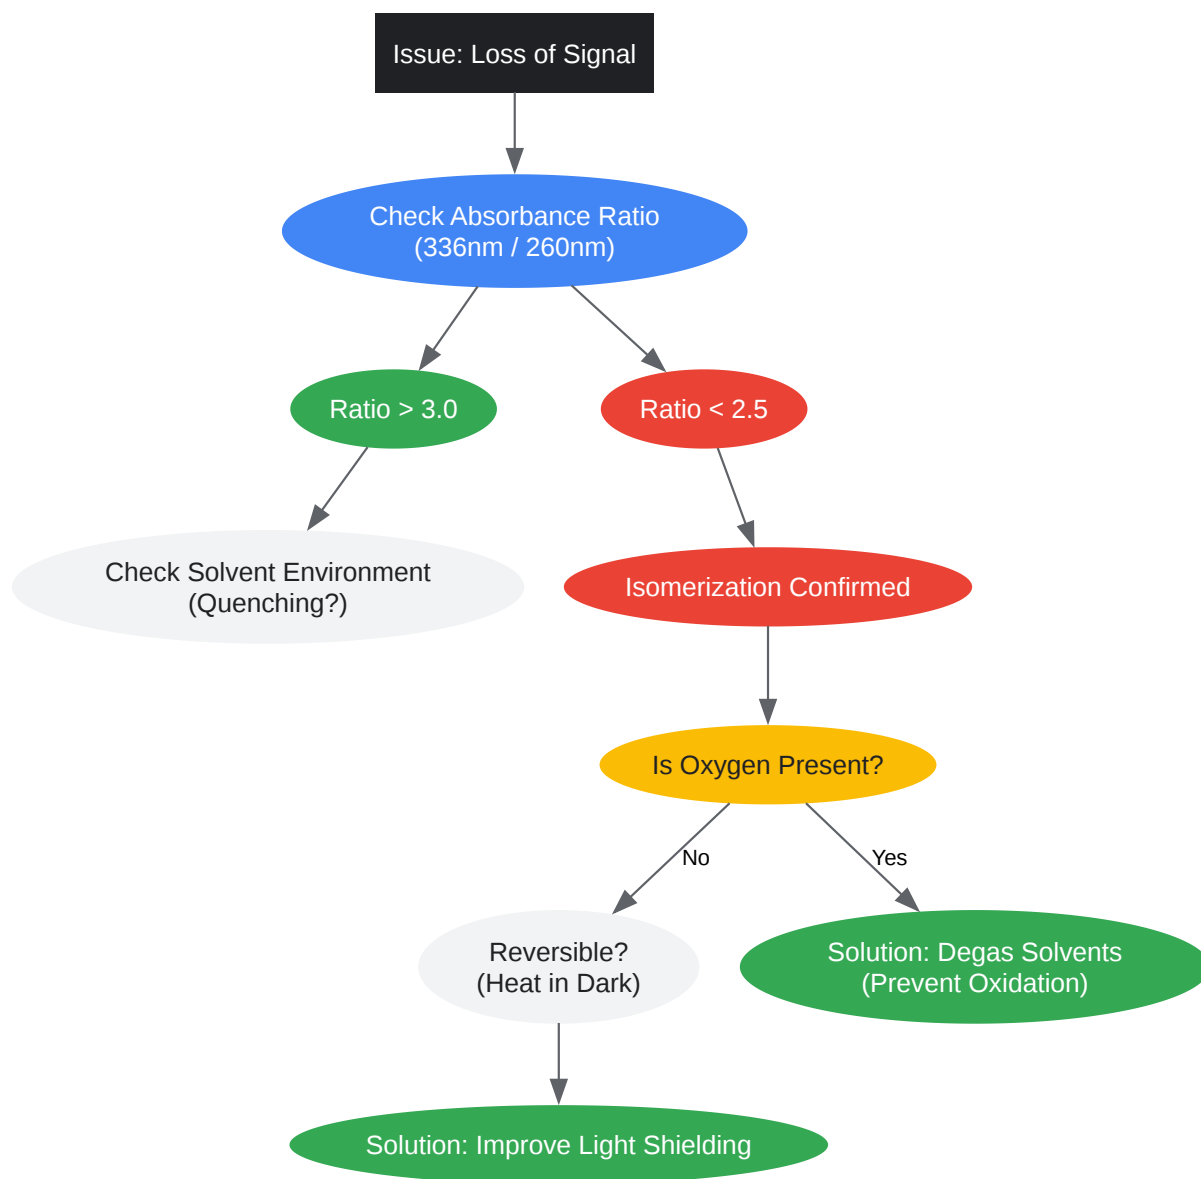 Issue: Loss of Signal
Check Absorbance Ratio
(336nm / 260nm)
Ratio > 3.0
Ratio < 2.5
Check Solvent Environment
(Quenching?)
Isomerization Confirmed
Is Oxygen Present?
No
Yes
Reversible?
(Heat in Dark)
Solution: Degas Solvents
(Prevent Oxidation)
Solution: Improve Light Shielding